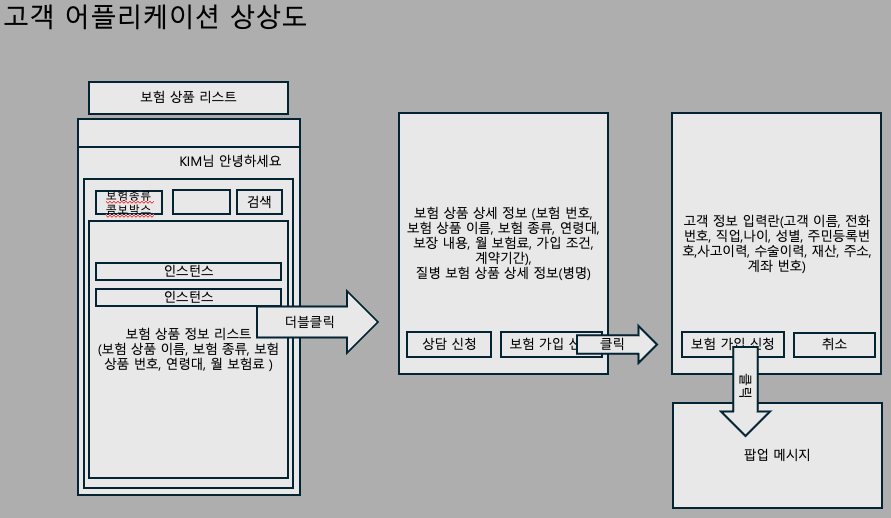 고객 어플리케이션 상상도
보험 상품 리스트
KIM님 안녕하세요
보험종류
콤보박스
검색
인스턴스
인스턴스
보험 상품 정보 리스트
(보험 상품 이름, 보험 종류, 보험
상품 번호, 연령대, 월 보험료 )
더블클릭
보험 상품 상세 정보 (보험 번호,
보험 상품 이름, 보험 종류, 연령대,
보장 내용, 월 보험료, 가입 조건,
계약기간),
질병 보험 상품 상세 정보(병명)
상담 신청
보험 가입
클릭
고객 정보 입력란(고객 이름, 전화
번호, 직업,나이, 성별, 주민등록번
호,사고이력, 수술이력, 재산, 주소,
계좌 번호)
보험 가입 신청
취소
클릭
팝업 메시지